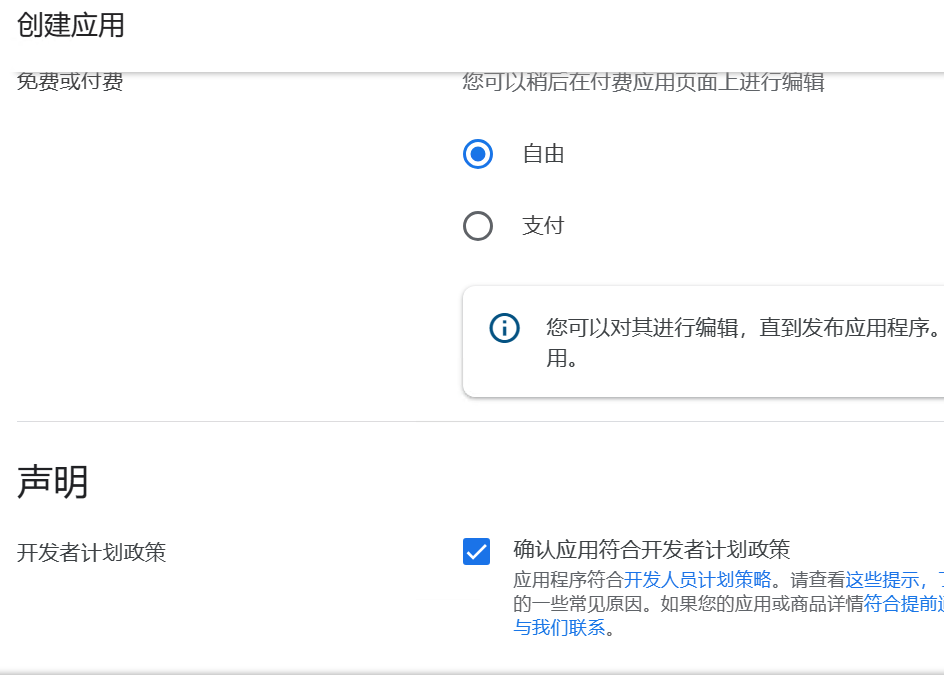 创建应用
免费或付费
您可以稍后在付费应用页面上进行编辑
自由
支付
您可以对其进行编辑，直到发布应用程序。
用。
声明
开发者计划政策
确认应用符合开发者计划政策
应用程序符合开发人员计划策略。请查看这些提示，
的一些常见原因。如果您的应用或商品详情符合提前
与我们联系。